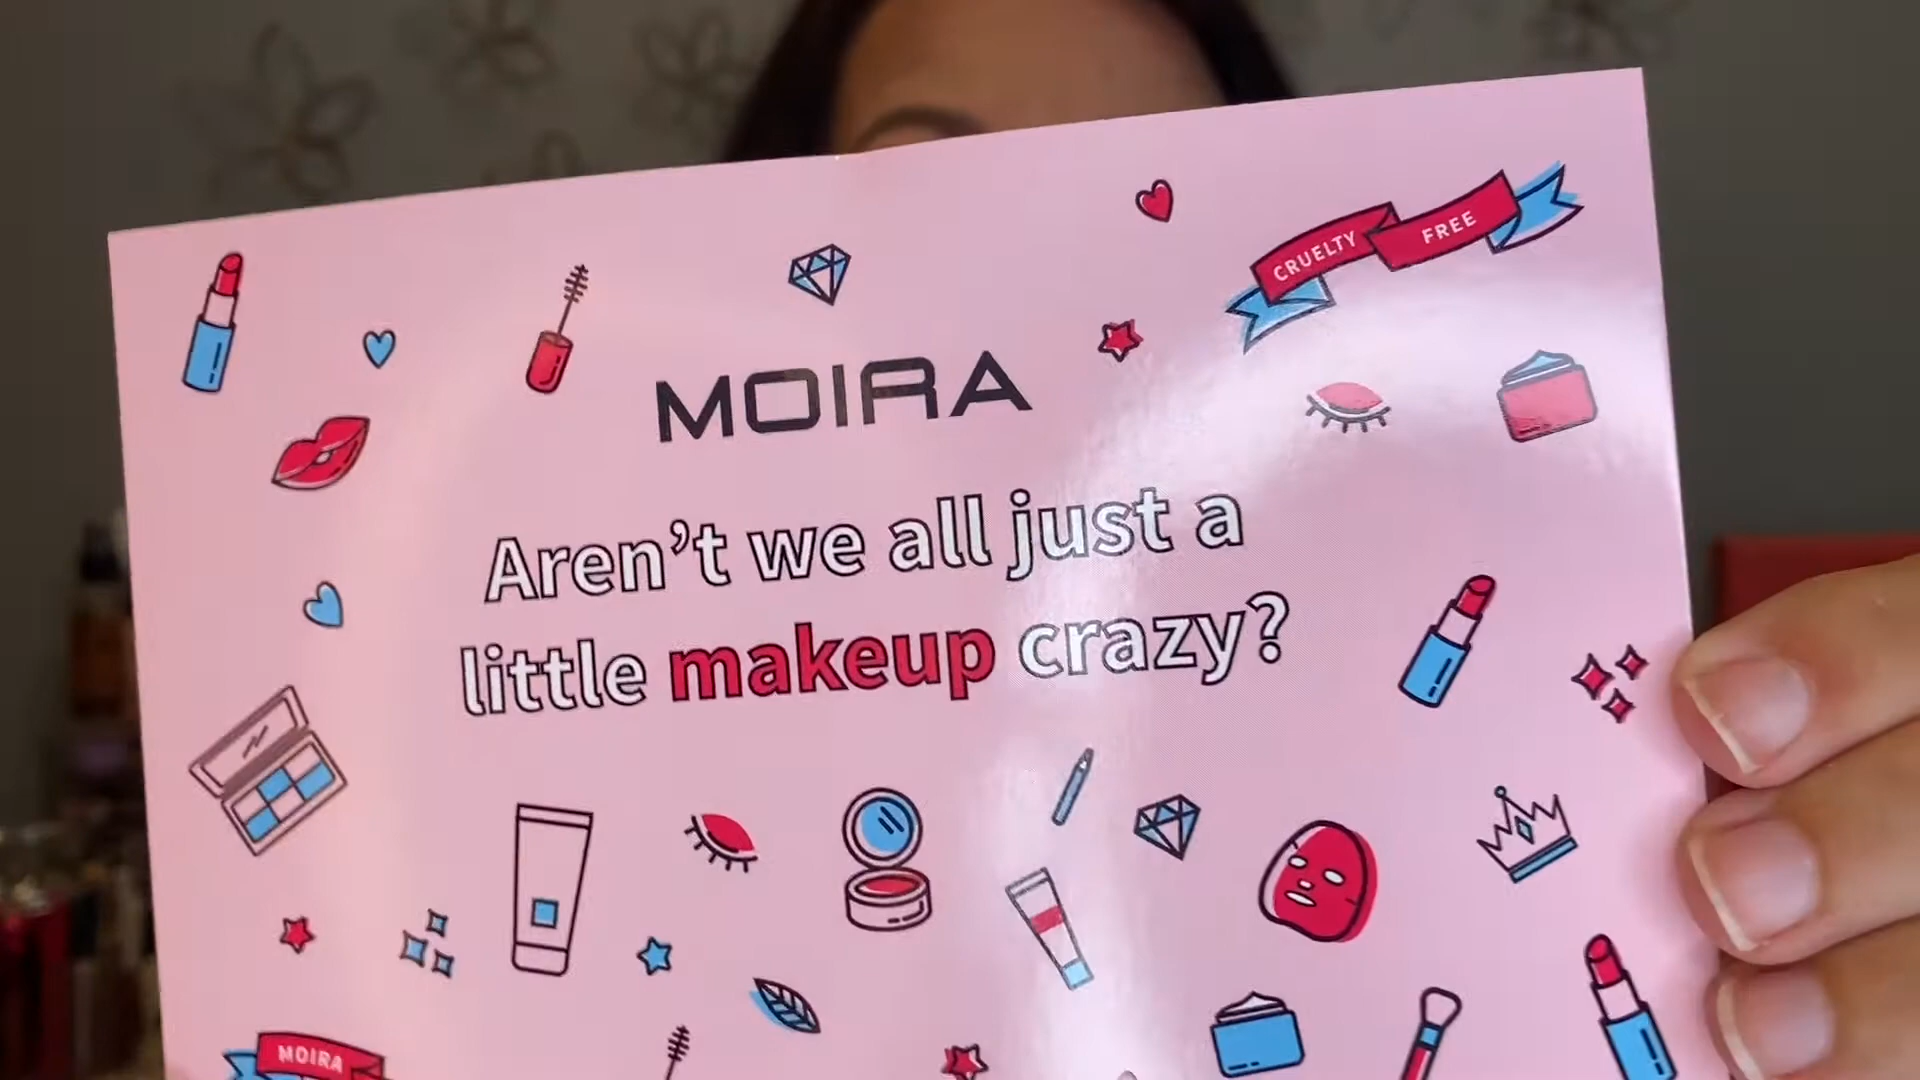 CRUELTY FREE
MOIRA
Aren't we all just a
little makeup crazy?
MOIRA